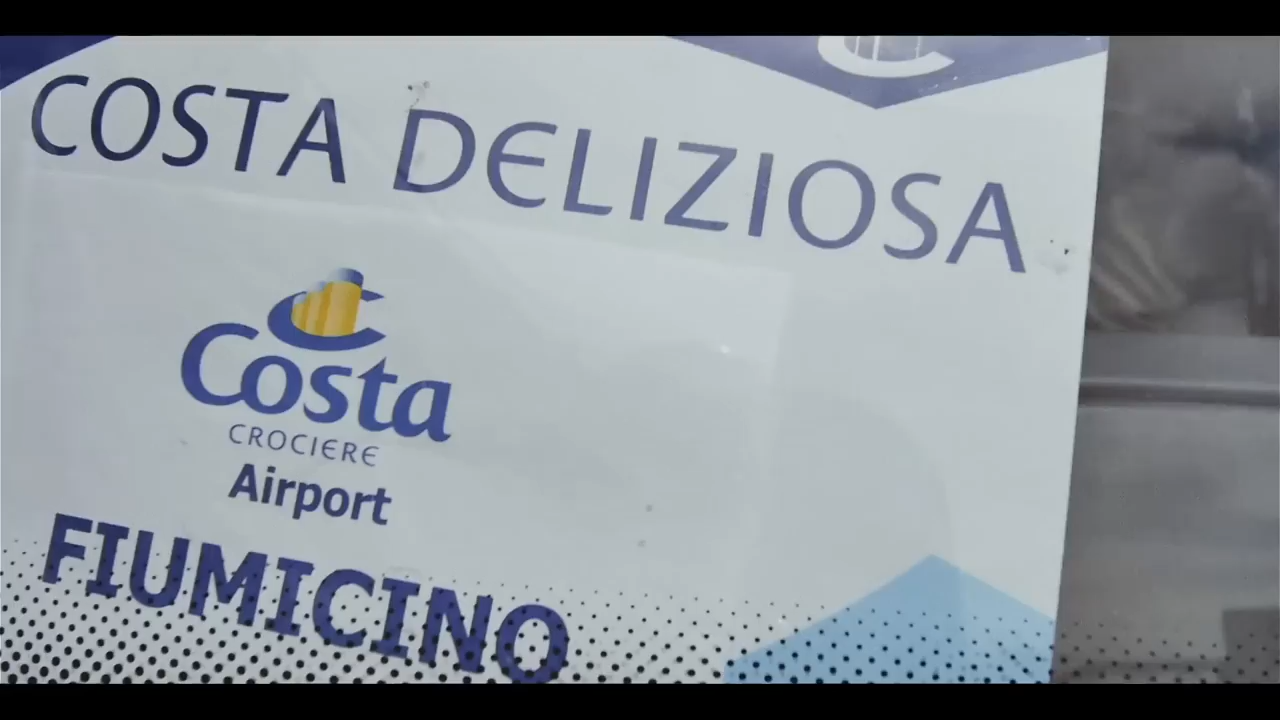 COSTA DELIZIOSA
Costa
CROCIERE
Airport
FIUMICINO